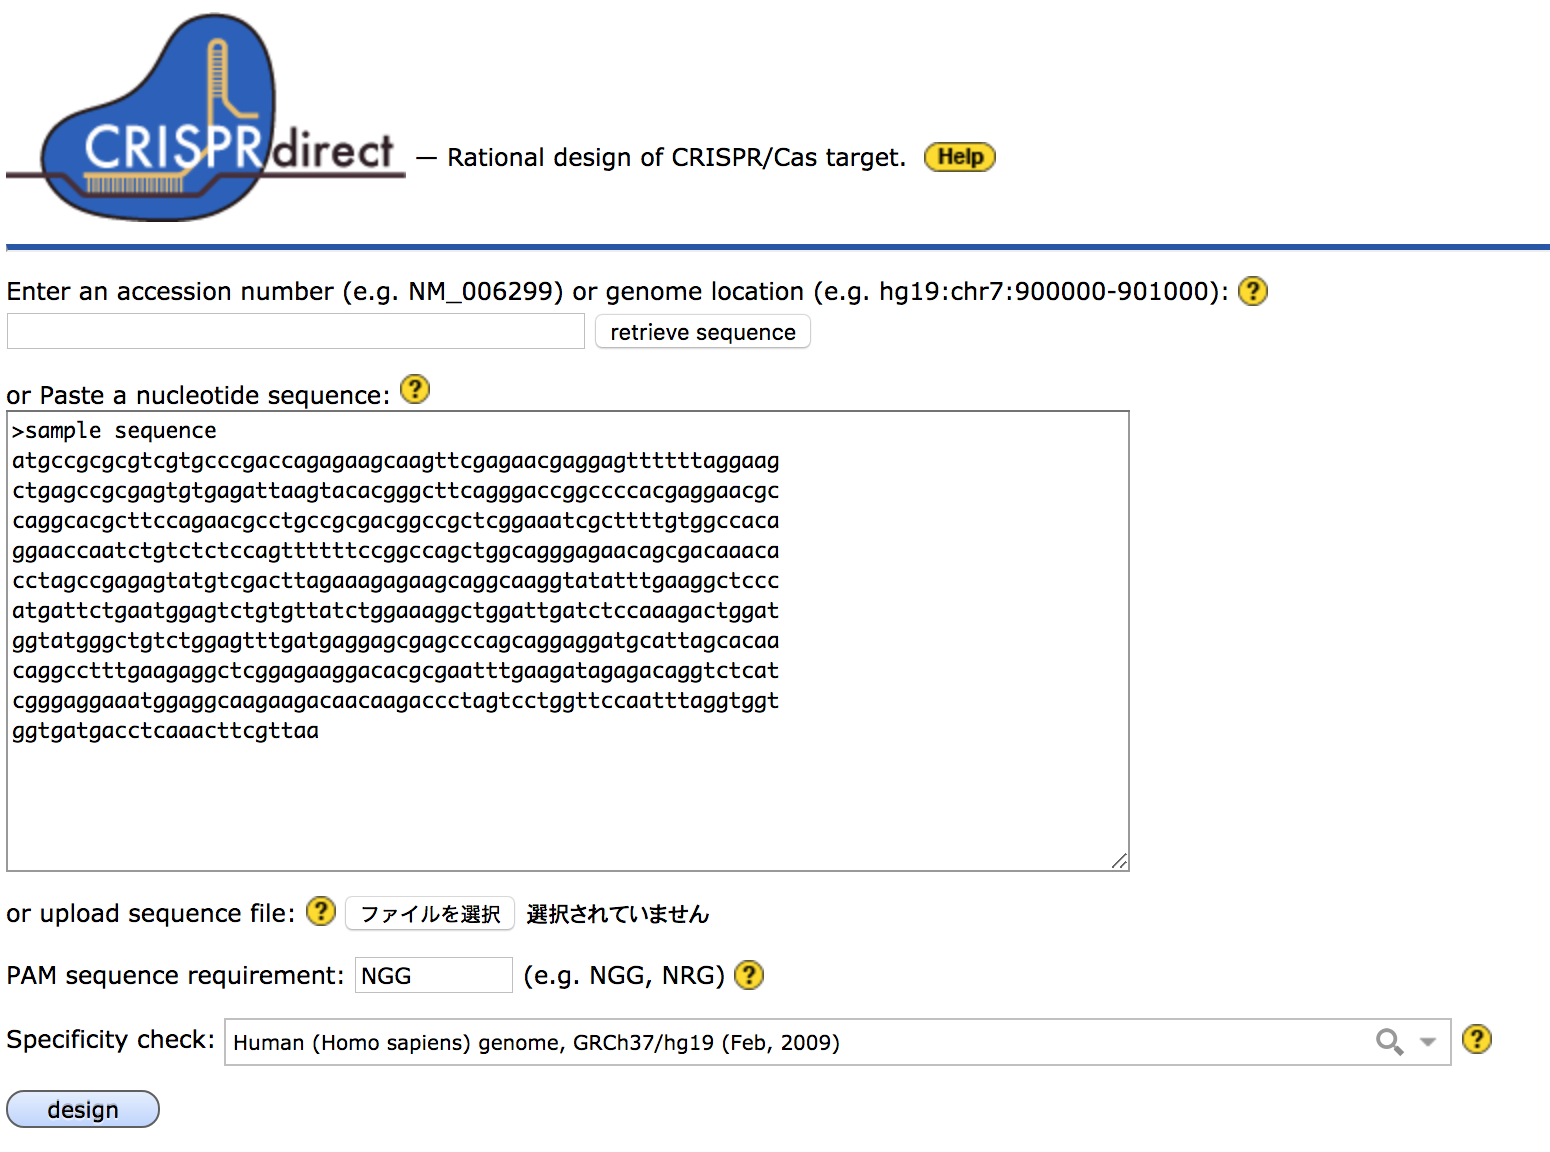 CRISPRdirect — Rational design of CRISPR/Cas target. Help
Enter an accession number (e.g. NM_006299) or genome location (e.g. hg19:chr7:900000-901000): ?
retrieve sequence
or Paste a nucleotide sequence: ?
>sample sequence
atgccgcgcgtcgtgcccgaccagagaagcaagttcgagaacgaggagttttttaggaag
ctgagccgcgagtgtgagattaagtacacgggcttcagggaccggccccacgaggaacgc
caggcacgcttccagaacgcctgccgcgacggccgctcggaaatcgcttttgtggccaca
ggaaccaatctgtctctccagttttttccggccagctggcagggagaacagcgacaaaca
cctagccgagagtatgtcgacttagaaagagaagcaggcaaggtatatttgaaggctccc
atgattctgaatggagtctgtgttatctggaaaggctggattgatctccaaagactggat
ggtatgggctgtctggagtttgatgaggagcgagcccagcaggaggatgcattagcacaa
caggcctttgaagaggctcggagaaggacacgcgaatttgaagatagagacaggtctcat
cgggaggaaatggaggcaagaagacaacaagaccctagtcctggttccaatttaggtggt
ggtgatgacctcaaacttcgttaa
or upload sequence file: ? ファイルを選択 選択されていません
PAM sequence requirement: NGG (e.g. NGG, NRG) ?
Specificity check: Human (Homo sapiens) genome, GRCh37/hg19 (Feb, 2009) ?
design